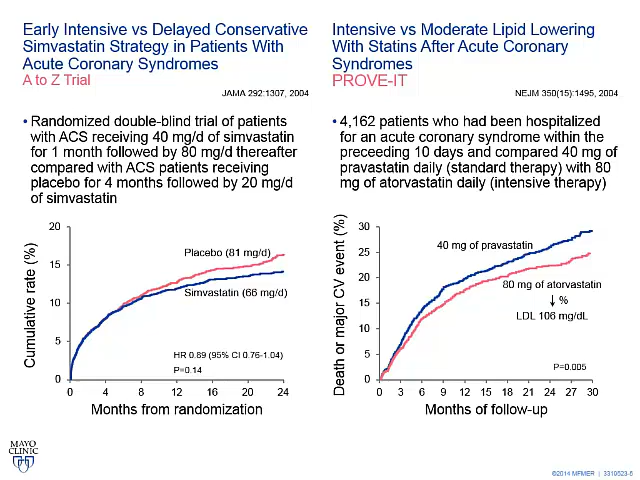 Early Intensive vs Delayed Conservative
Simvastatin Strategy in Patients With
Acute Coronary Syndromes
A to Z Trial
JAMA 292:1307, 2004
• Randomized double-blind trial of patients
with ACS receiving 40 mg/d of simvastatin
for 1 month followed by 80 mg/d thereafter
compared with ACS patients receiving
placebo for 4 months followed by 20 mg/d
of simvastatin
Cumulative rate (%)
20
15
10
5
0
Placebo (81 mg/d)
Simvastatin (66 mg/d)
HR 0.89 (95% CI 0.76-1.04)
P=0.14
0 4 8 12 16 20 24
Months from randomization
Intensive vs Moderate Lipid Lowering
With Statins After Acute Coronary
Syndromes
PROVE-IT
NEJM 350(15):1495, 2004
• 4,162 patients who had been hospitalized
for an acute coronary syndrome within the
preceeding 10 days and compared 40 mg of
pravastatin daily (standard therapy) with 80
mg of atorvastatin daily (intensive therapy)
Death or major CV event (%)
30
25
20
15
10
5
0
40 mg of pravastatin
80 mg of atorvastatin
↓ %
LDL 106 mg/dL
P=0.005
0 3 6 9 12 15 18 21 24 27 30
Months of follow-up
MAYO
CLINIC
©2014 MFMER | 3310523-5